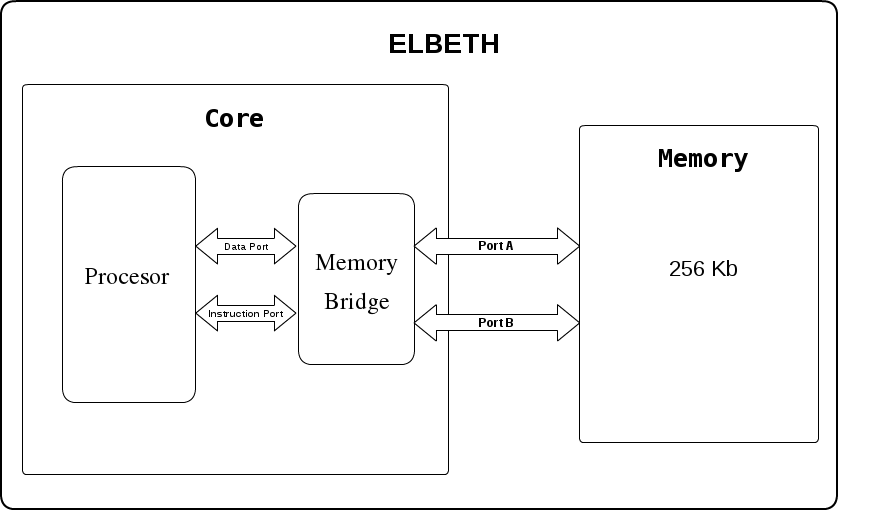 ELBETH
Core
Memory
Procesor
Data Port
Instruction Port
Memory
Bridge
Port A
Port B
256 Kb